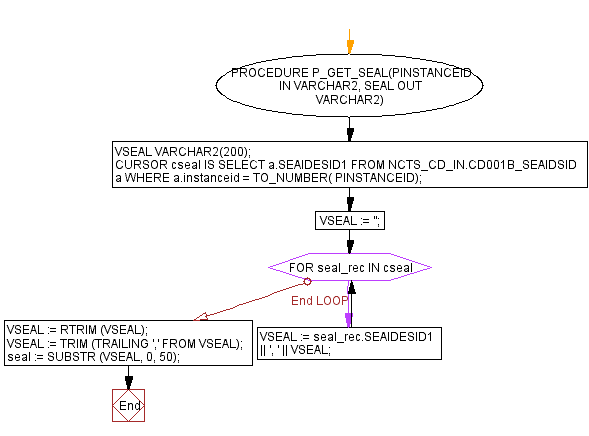 PROCEDURE P_GET_SEAL(PINSTANCEID
IN VARCHAR2, SEAL OUT
VARCHAR2)
VSEAL VARCHAR2(200);
CURSOR cseal IS SELECT a.SEAIDESID1 FROM NCTS_CD_IN.CD001B_SEAIDSID
a WHERE a.instanceid = TO_NUMBER( PINSTANCEID);
VSEAL := '';
FOR seal_rec IN cseal
End LOOP
VSEAL := seal_rec.SEAIDESID1
|| ', ' || VSEAL;
VSEAL := RTRIM (VSEAL);
VSEAL := TRIM (TRAILING ',' FROM VSEAL);
seal := SUBSTR (VSEAL, 0, 50);
End